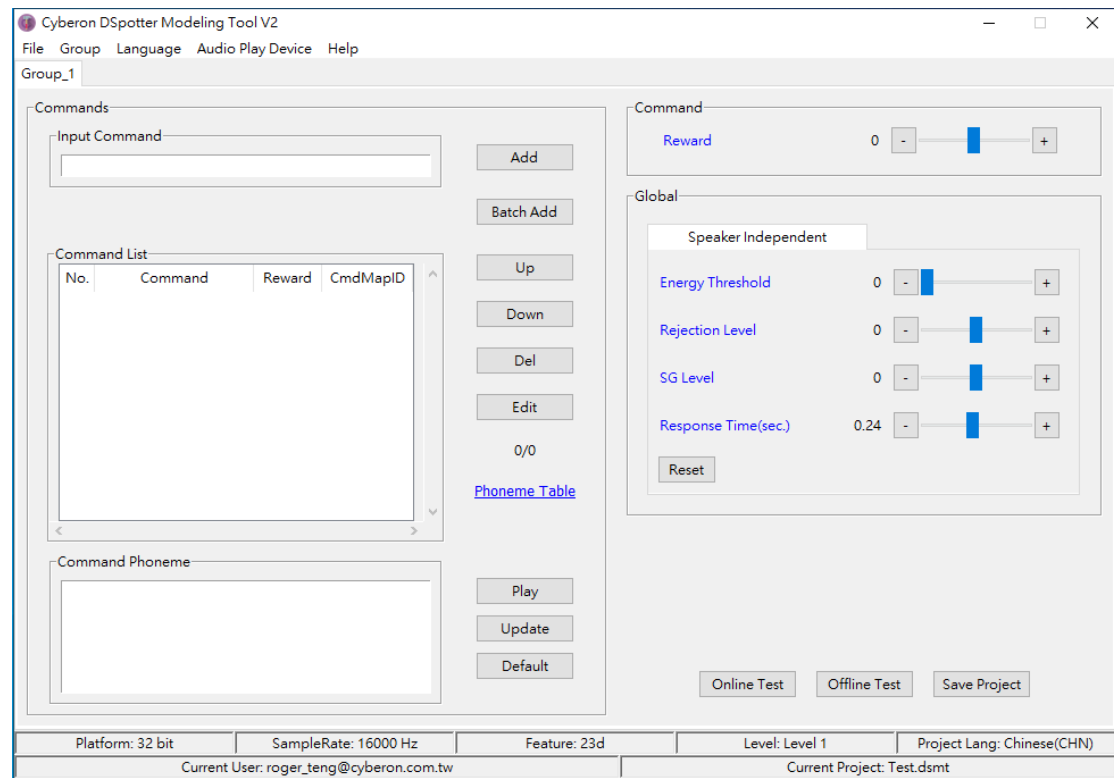 Cyberon DSpotter Modeling Tool V2
File Group Language Audio Play Device Help
Group_1
Commands
Input Command
Add
Batch Add
Command List
No. Command Reward CmdMapID
Up
Down
Del
Edit
0/0
Phoneme Table
Command Phoneme
Play
Update
Default
Command
Reward 0 - +
Global
Speaker Independent
Energy Threshold 0 - +
Rejection Level 0 - +
SG Level 0 - +
Response Time(sec.) 0.24 - +
Reset
Online Test Offline Test Save Project
Platform: 32 bit SampleRate: 16000 Hz Feature: 23d Level: Level 1 Project Lang: Chinese(CHN)
Current User: roger_teng@cyberon.com.tw Current Project: Test.dsmt